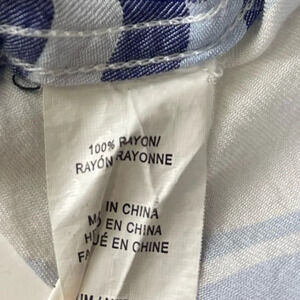 100% RAYON/
RAYÓN RAYONNE
IN CHINA
EN CHINA
EN CHINE